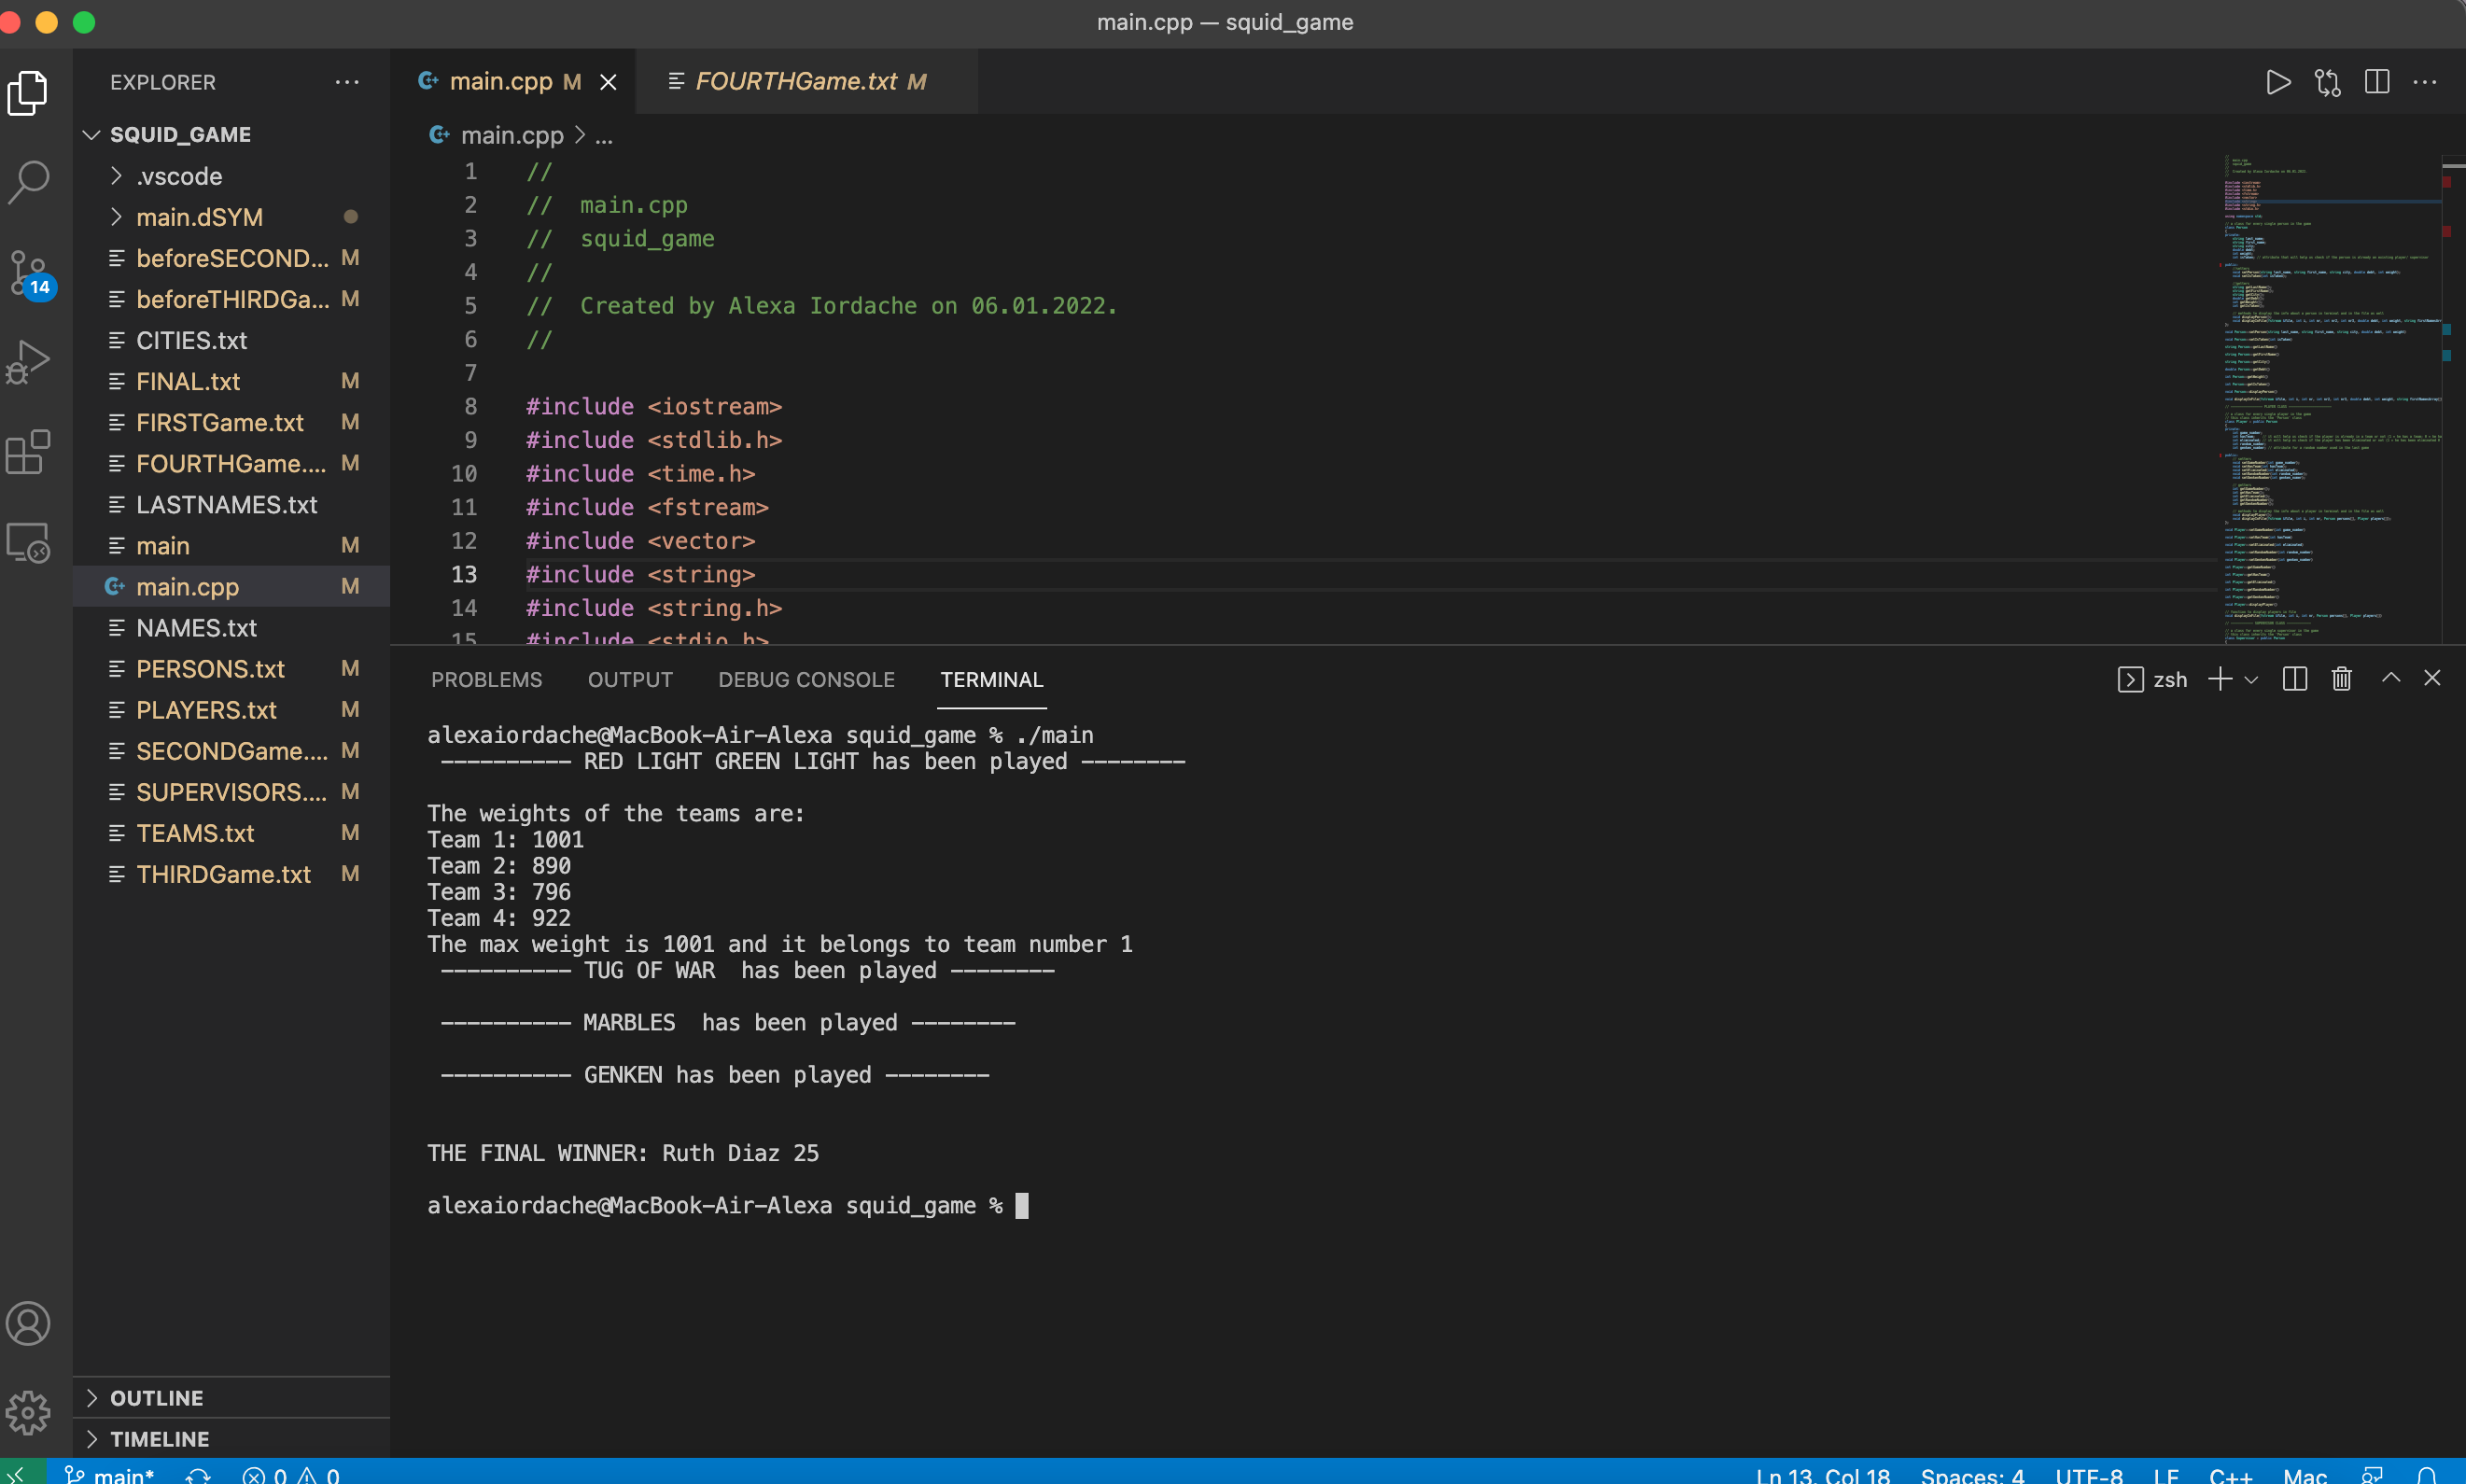 main.cpp — squid_game
EXPLORER
SQUID_GAME
.vscode
main.dSYM
beforeSECOND... M
beforeTHIRDGa... M
CITIES.txt
FINAL.txt M
FIRSTGame.txt M
FOURTHGame.... M
LASTNAMES.txt
main M
main.cpp M
NAMES.txt
PERSONS.txt M
PLAYERS.txt M
SECONDGame.... M
SUPERVISORS.... M
TEAMS.txt M
THIRDGame.txt M
OUTLINE
TIMELINE
14
main.cpp M
FOURTHGame.txt M
main.cpp > ...
1 //
2 //  main.cpp
3 //  squid_game
4 //
5 //  Created by Alexa Iordache on 06.01.2022.
6 //
7
8 #include <iostream>
9 #include <stdlib.h>
10 #include <time.h>
11 #include <fstream>
12 #include <vector>
13 #include <string>
14 #include <string.h>
15 #include <stdio.h>
PROBLEMS OUTPUT DEBUG CONSOLE TERMINAL
zsh
alexaiordache@MacBook-Air-Alexa squid_game % ./main
---------- RED LIGHT GREEN LIGHT has been played --------
The weights of the teams are:
Team 1: 1001
Team 2: 890
Team 3: 796
Team 4: 922
The max weight is 1001 and it belongs to team number 1
---------- TUG OF WAR  has been played --------
---------- MARBLES  has been played --------
---------- GENKEN has been played --------
THE FINAL WINNER: Ruth Diaz 25
alexaiordache@MacBook-Air-Alexa squid_game %
main* 0 0 Ln 13, Col 18 Spaces: 4 UTF-8 LF C++ Mac